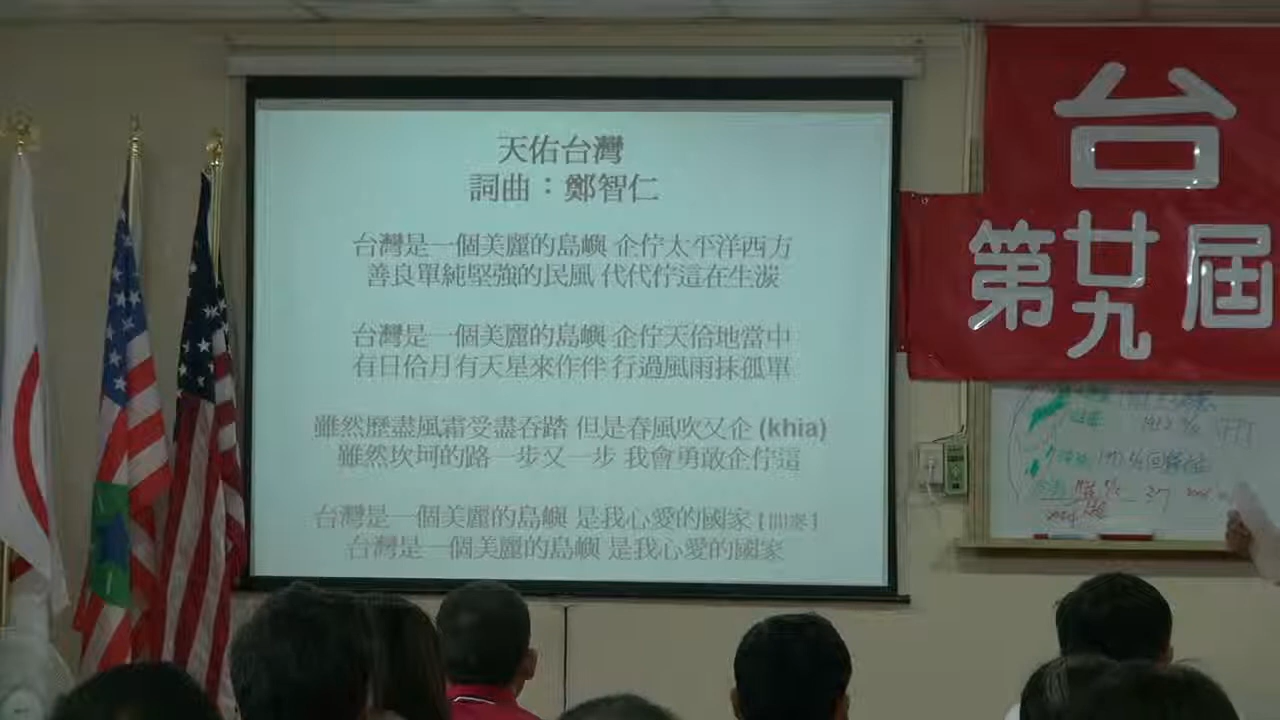 天佑台灣
詞曲：鄭智仁
台灣是一個美麗的島嶼 企佇太平洋西方
善良單純堅強的民風 代代佇這在生湠
台灣是一個美麗的島嶼 企佇天佮地當中
有日佮月有天星來作伴 行過風雨抹孤單
雖然歷盡風霜受盡吞踏 但是春風吹又企 (khia)
雖然坎坷的路一步又一步 我會勇敢企佇這
台灣是一個美麗的島嶼 是我心愛的國家
台灣是一個美麗的島嶼 是我心愛的國家
台
第廿九屆